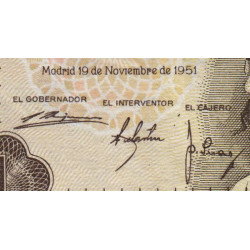 Madrid 19 de Noviembre de 1951
EL GOBERNADOR EL INTERVENTOR EL CAJERO